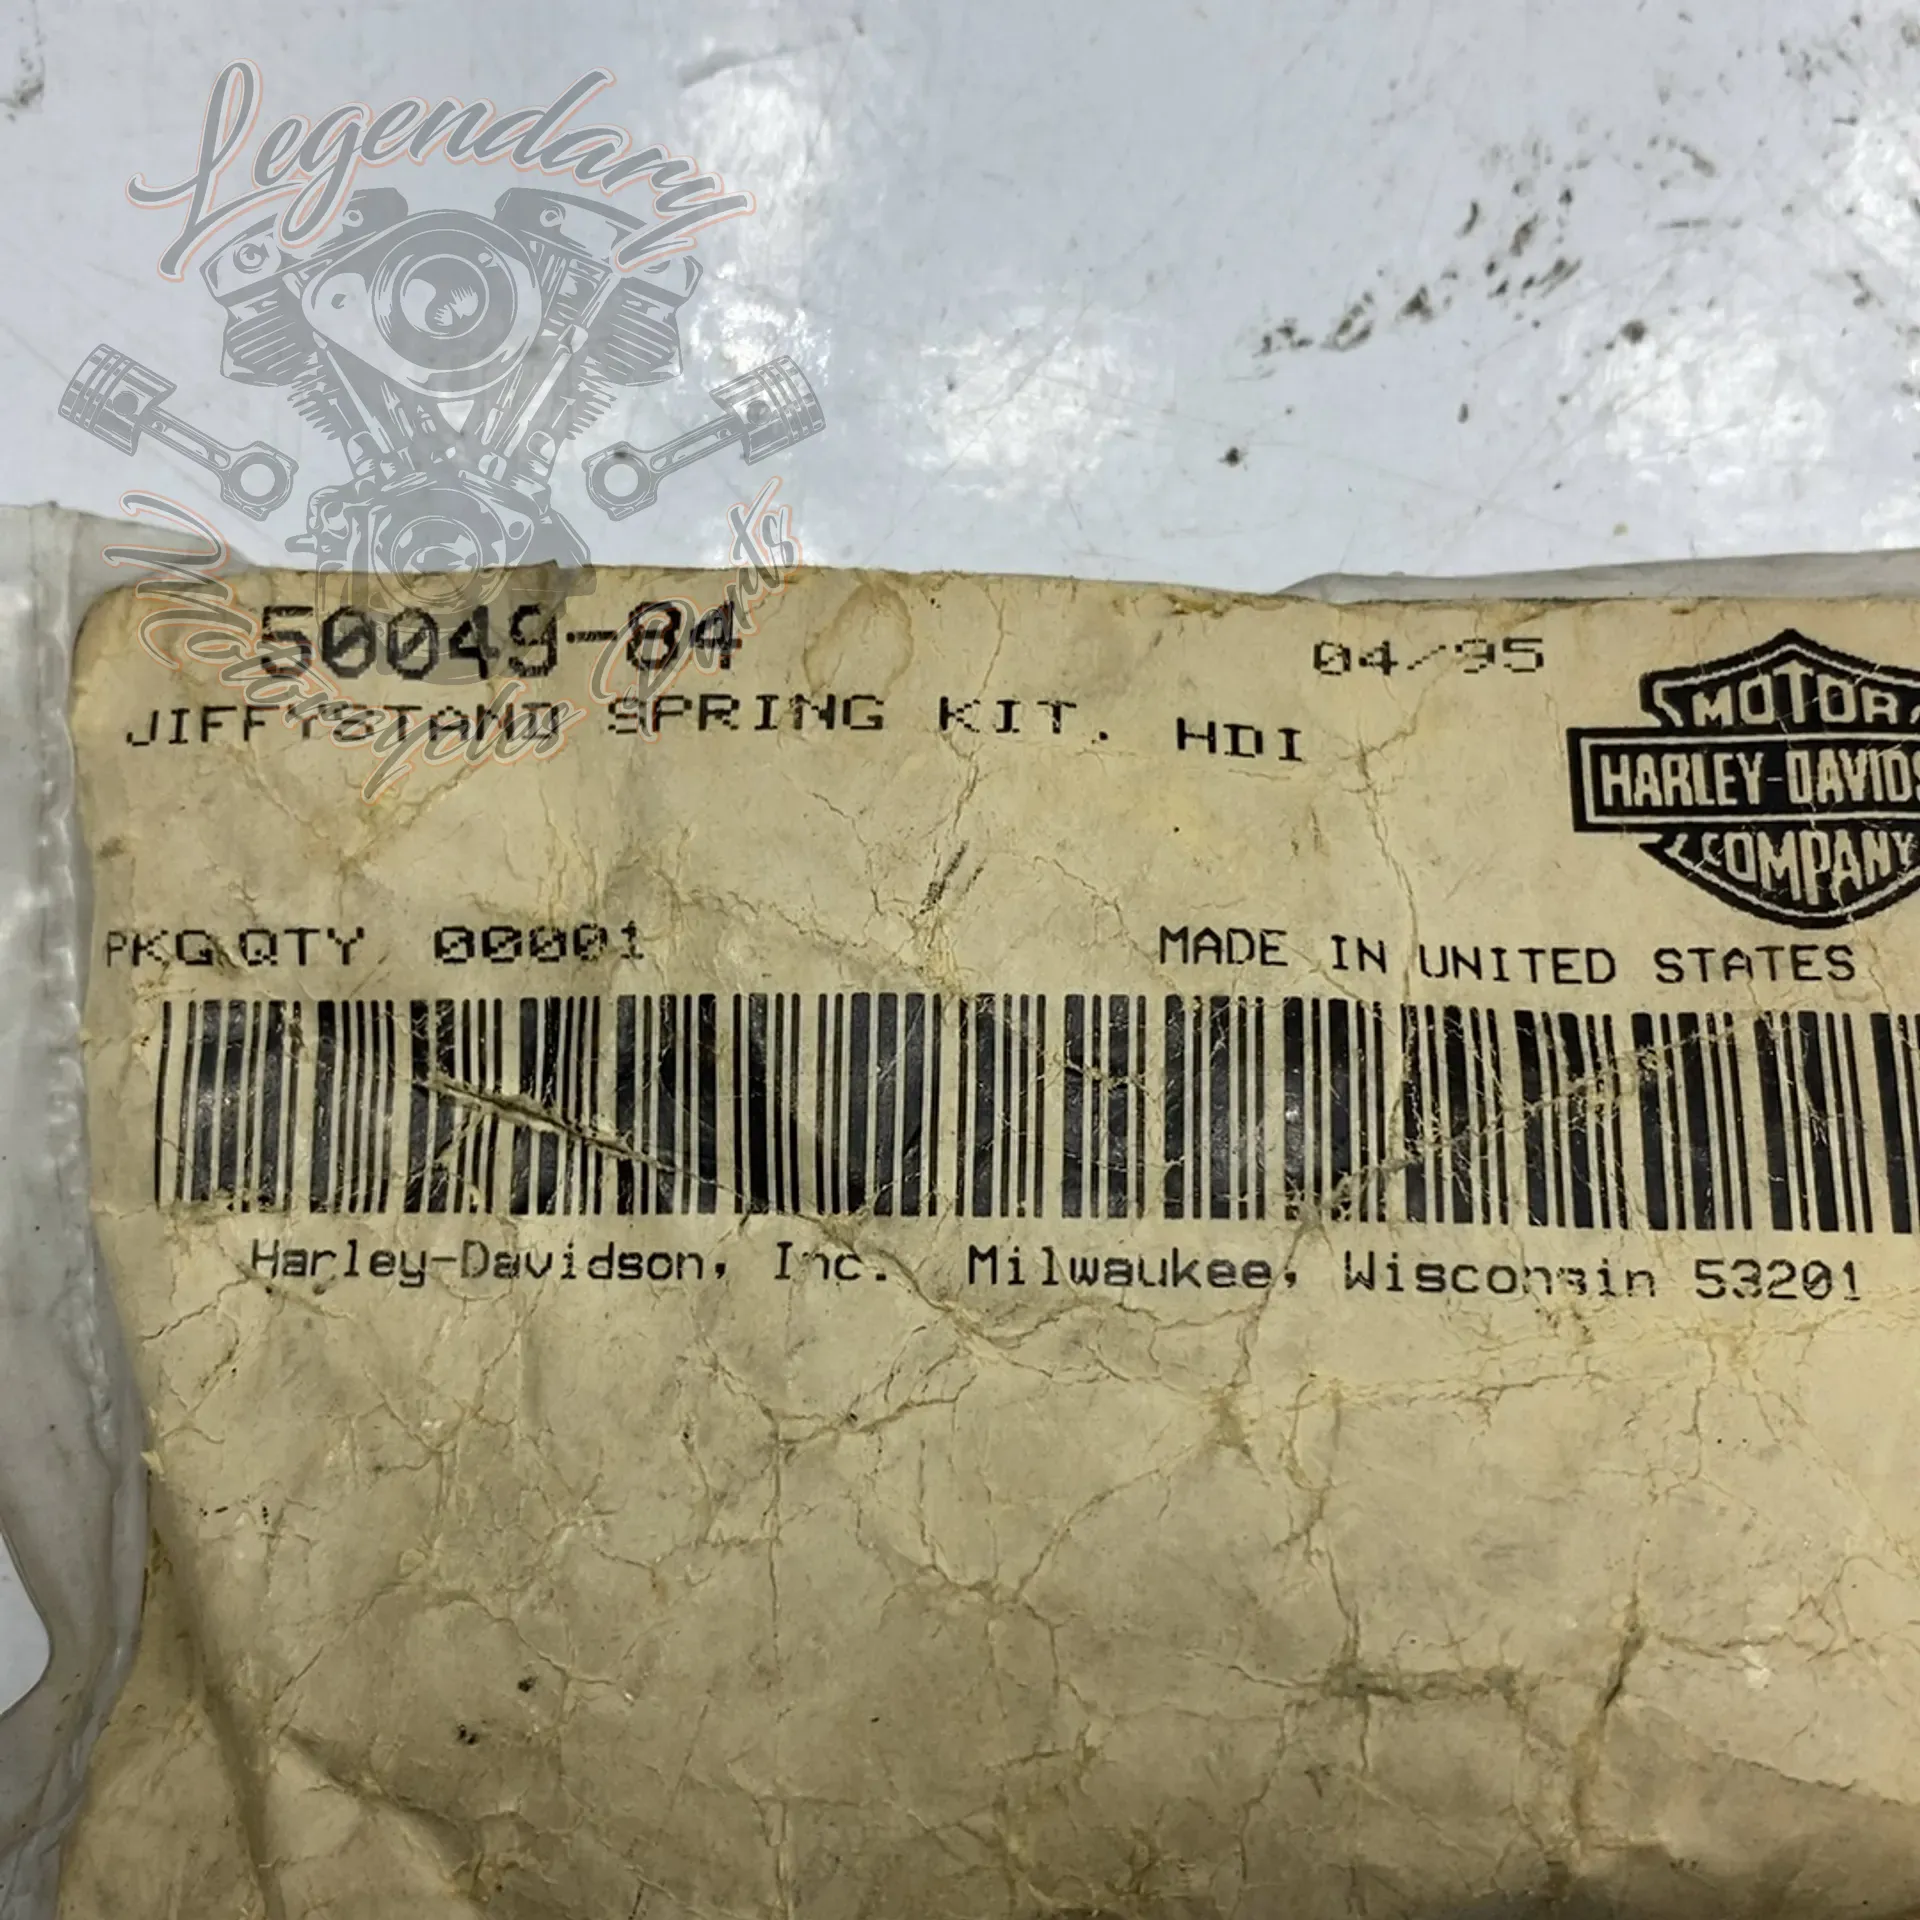 Legendary
Motorcycles Parts
50049-84
04/95
JIFFYSTAND SPRING KIT. HDI
MOTOR
HARLEY-DAVIDS
COMPANY
PKG QTY 00001
MADE IN UNITED STATES
Harley-Davidson, Inc. Milwaukee, Wisconsin 53201